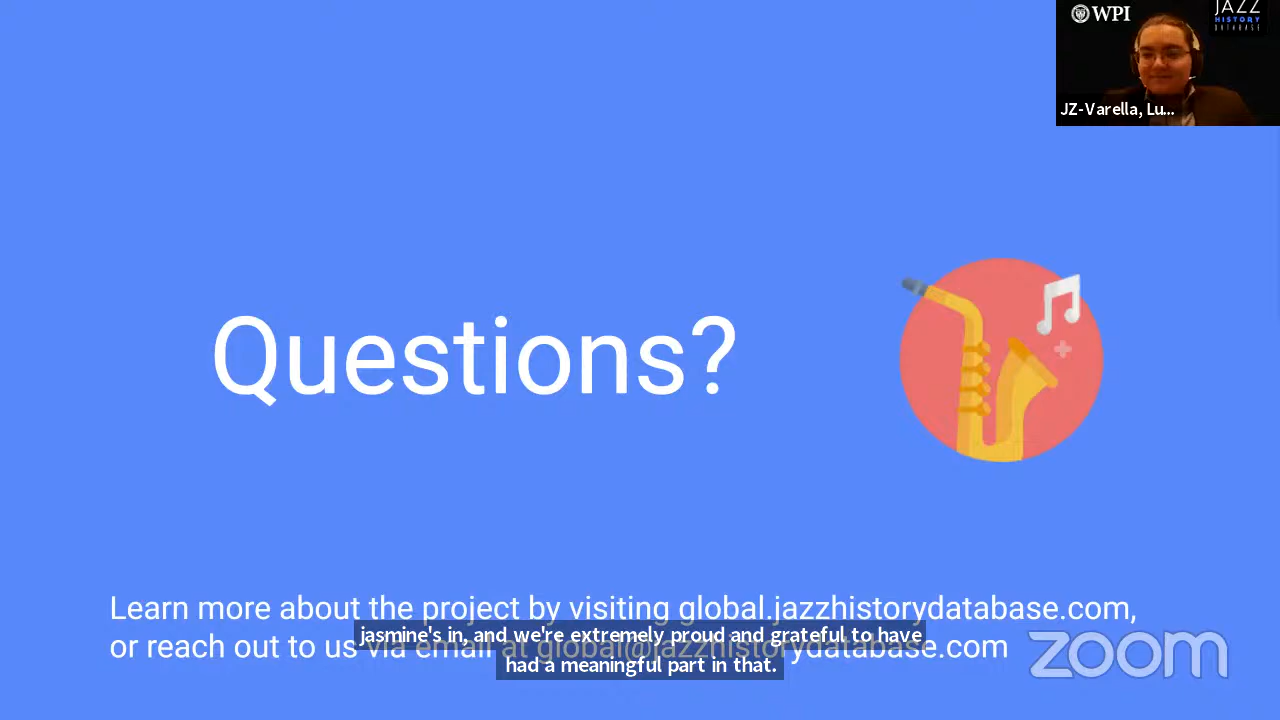 WPI
JAZZ
HISTORY
DATABASE
JZ-Varella, Lu...
Questions?
Learn more about the project by visiting global.jazzhistorydatabase.com,
or reach out to us via email at global@jazzhistorydatabase.com
jasmine's in, and we're extremely proud and grateful to have
had a meaningful part in that.
zoom